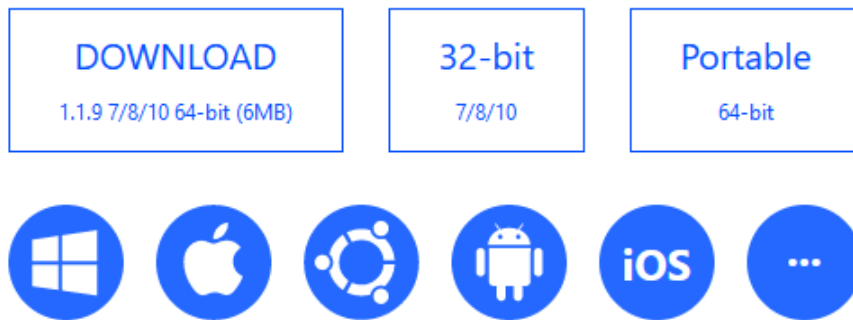 DOWNLOAD
1.1.9 7/8/10 64-bit (6MB)
32-bit
7/8/10
Portable
64-bit
iOS
...